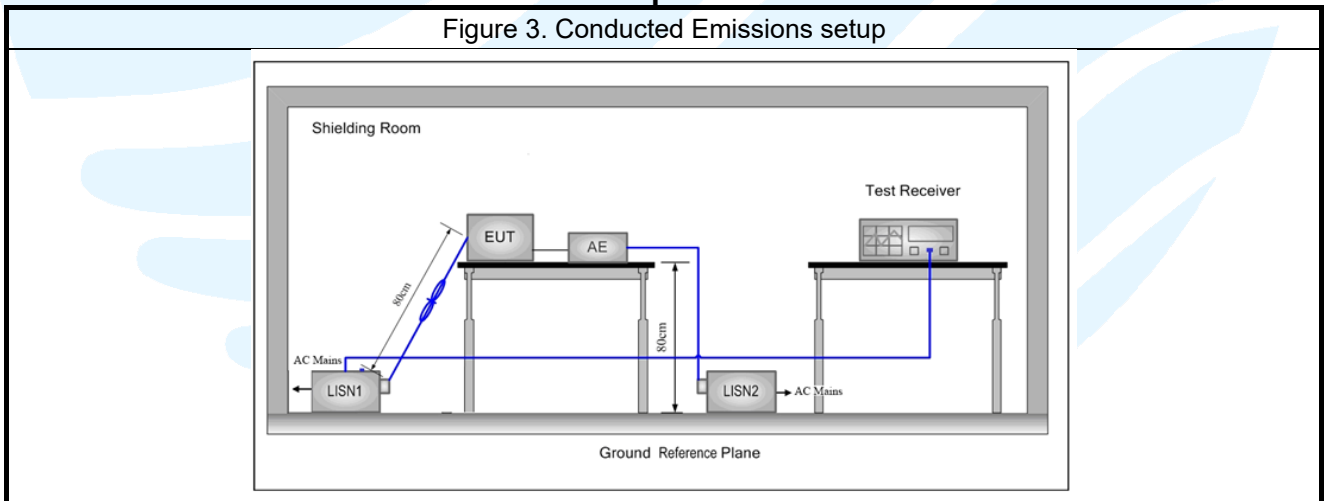 Figure 3. Conducted Emissions setup
Shielding Room
Test Receiver
EUT
AE
80cm
80cm
AC Mains
LISN1
LISN2
AC Mains
Ground Reference Plane